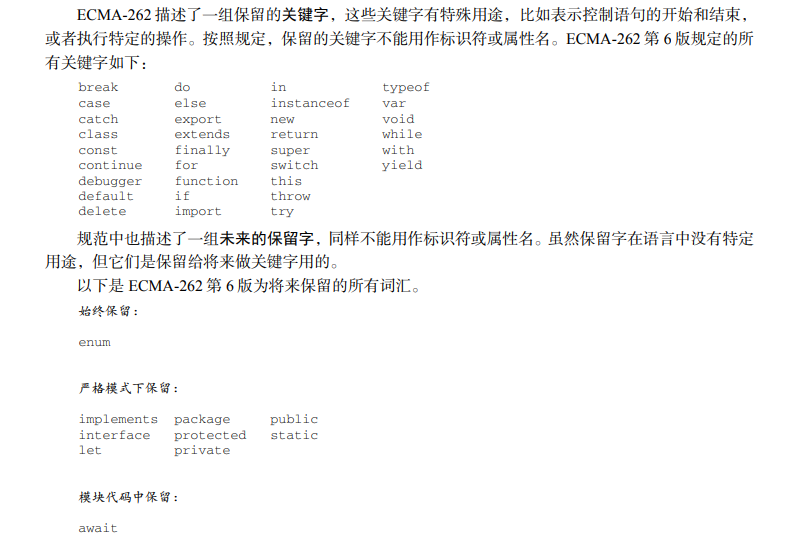 ECMA-262 描述了一组保留的关键字，这些关键字有特殊用途，比如表示控制语句的开始和结束，
或者执行特定的操作。按照规定，保留的关键字不能用作标识符或属性名。ECMA-262 第 6 版规定的所
有关键字如下：
break do in typeof
case else instanceof var
catch export new void
class extends return while
const finally super with
continue for switch yield
debugger function this
default if throw
delete import try
规范中也描述了一组未来的保留字，同样不能用作标识符或属性名。虽然保留字在语言中没有特定
用途，但它们是保留给将来做关键字用的。
以下是 ECMA-262 第 6 版为将来保留的所有词汇。
始终保留：
enum
严格模式下保留：
implements package public
interface protected static
let private
模块代码中保留：
await